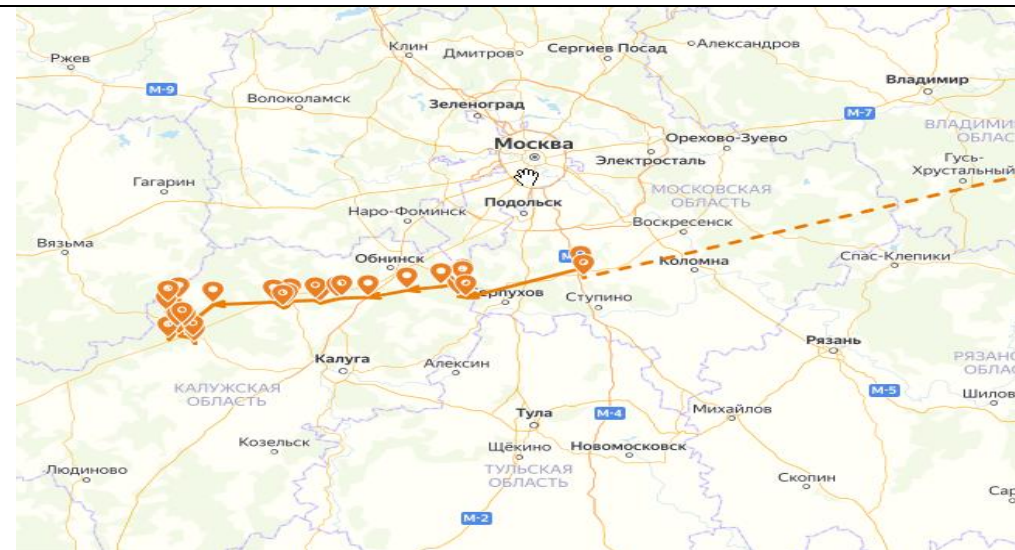 Ржев
Клин
Дмитров
Сергиев Посад
Александров
М-9
Волоколамск
Зеленоград
Владимир
М-7
ВЛАДИМИ
ОБЛАС
Москва
Орехово-Зуево
Электросталь
Гусь-
Хрустальный
Гагарин
Подольск
МОСКОВСКАЯ
ОБЛАСТЬ
Наро-Фоминск
Воскресенск
Вязьма
Обнинск
Коломна
Спас-Клепики
Серпухов
Ступино
Рязань
Калуга
Алексин
РЯЗАНС
ОБЛА
КАЛУЖСКАЯ
ОБЛАСТЬ
М-5
Шилов
Тула
М-4
Михайлов
Козельск
Щёкино
Новомосковск
Людиново
ТУЛЬСКАЯ
ОБЛАСТЬ
Скопин
Сар
М-2